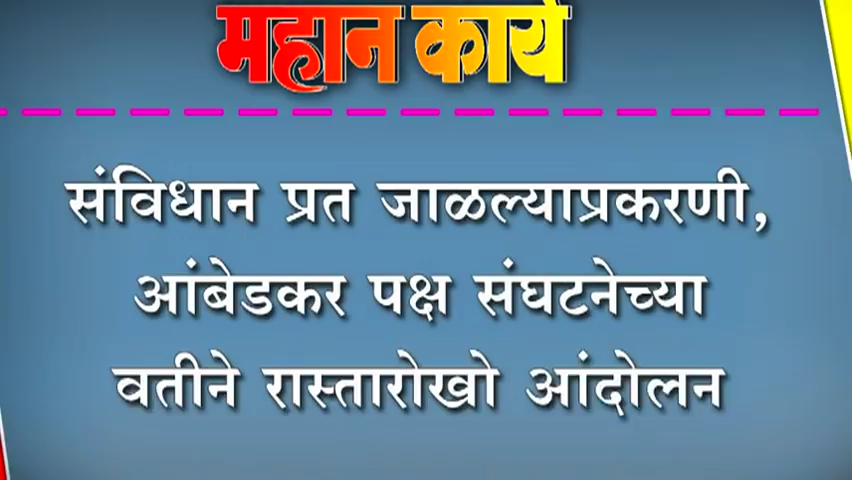 महान कार्य
संविधान प्रत जाळल्याप्रकरणी,
आंबेडकर पक्ष संघटनेच्या
वतीने रास्तारोखो आंदोलन